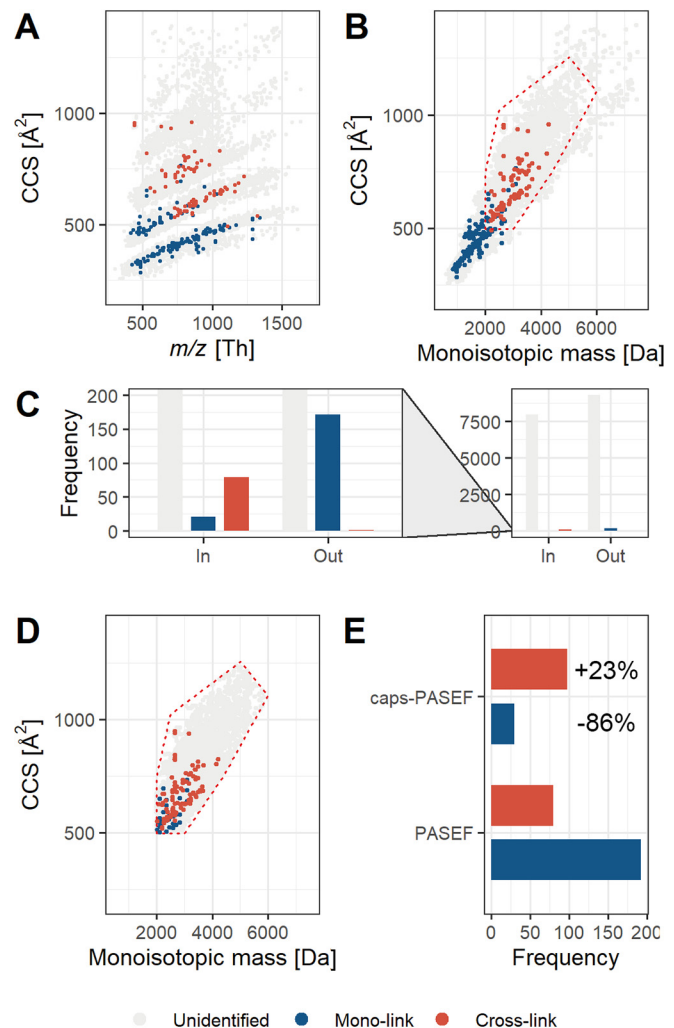 A
CCS [Å²]
1000
500
500
1000
1500
m/z [Th]
B
CCS [Å²]
1000
500
2000
4000
6000
Monoisotopic mass [Da]
C
Frequency
200
150
100
50
0
In
Out
7500
5000
2500
0
In
Out
D
CCS [Å²]
1000
500
2000
4000
6000
Monoisotopic mass [Da]
E
caps-PASEF
PASEF
+23%
-86%
0
50
100
150
200
Frequency
Unidentified
Mono-link
Cross-link